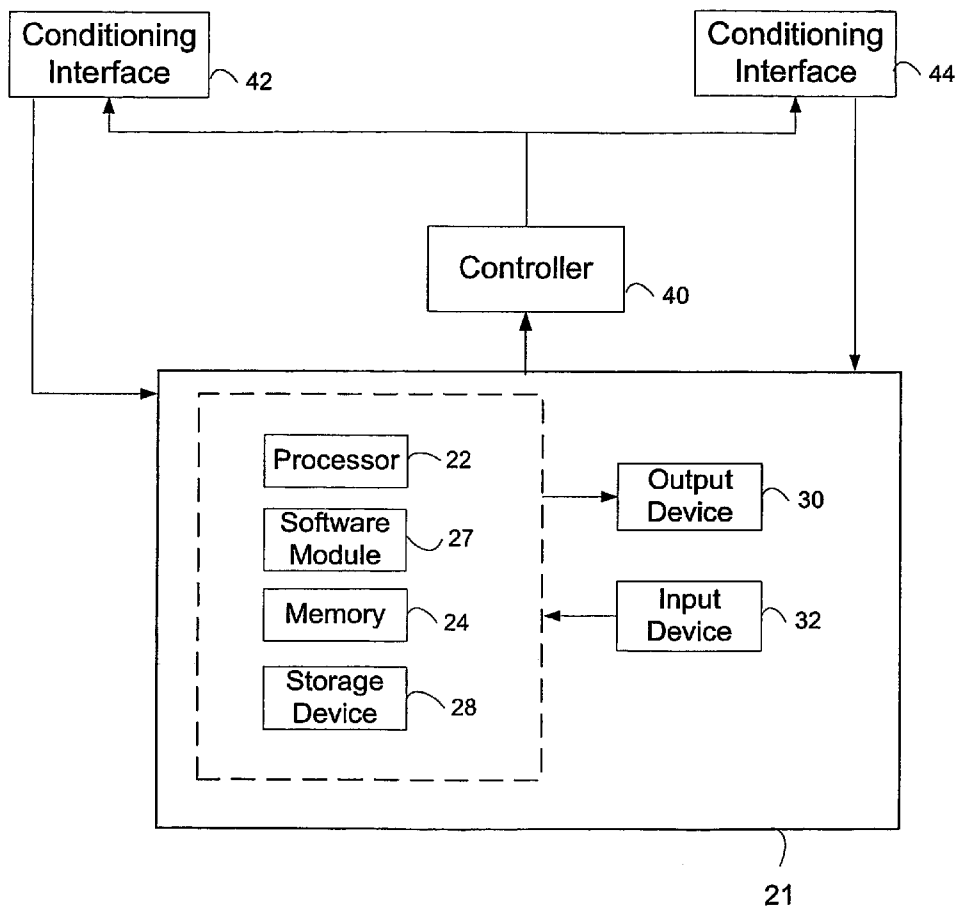 Conditioning
Interface
42
Conditioning
Interface
44
Controller
40
Processor
22
Software
Module
27
Memory
24
Storage
Device
28
Output
Device
30
Input
Device
32
21